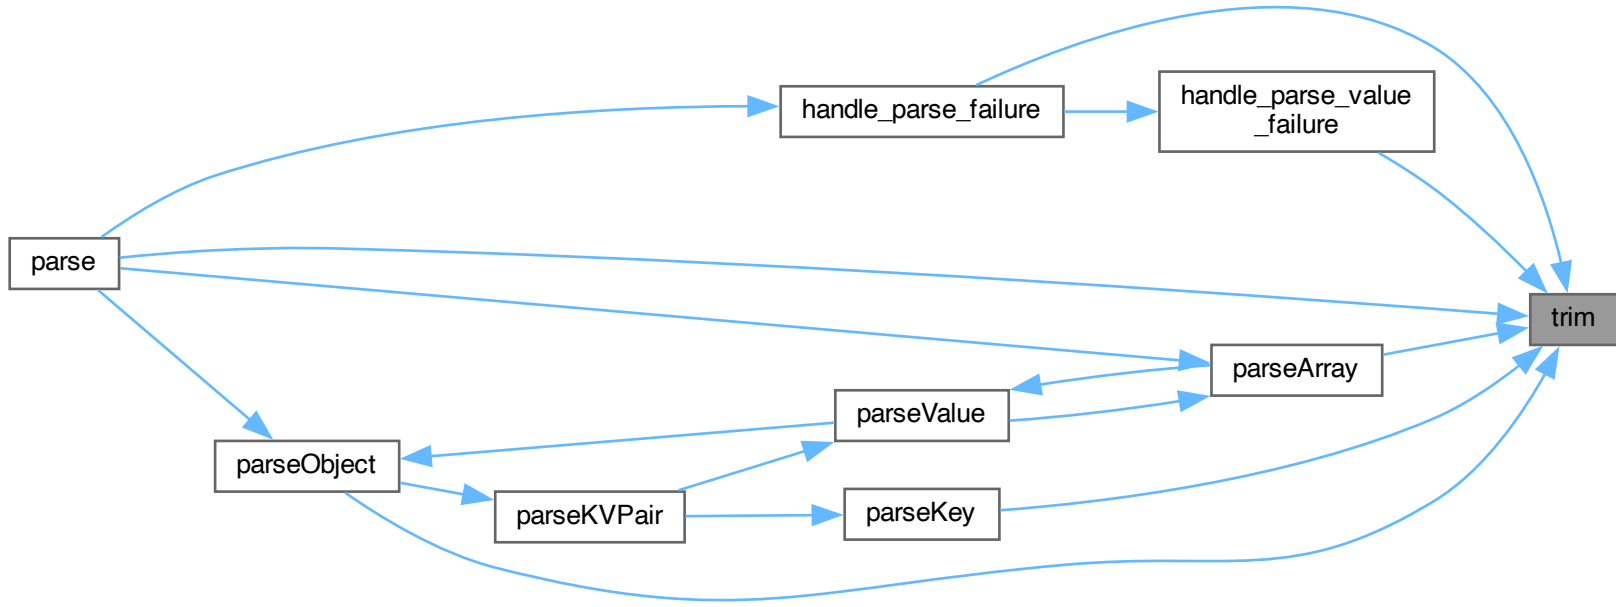 handle_parse_value
_failure
handle_parse_failure
parse
trim
parseArray
parseValue
parseObject
parseKVPair
parseKey